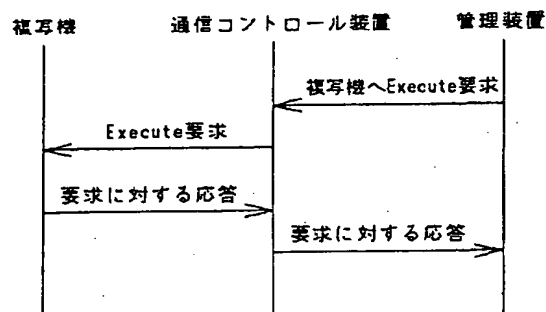 複写機
通信コントロール装置
管理装置
複写機へExecute要求
Execute要求
要求に対する応答
要求に対する応答